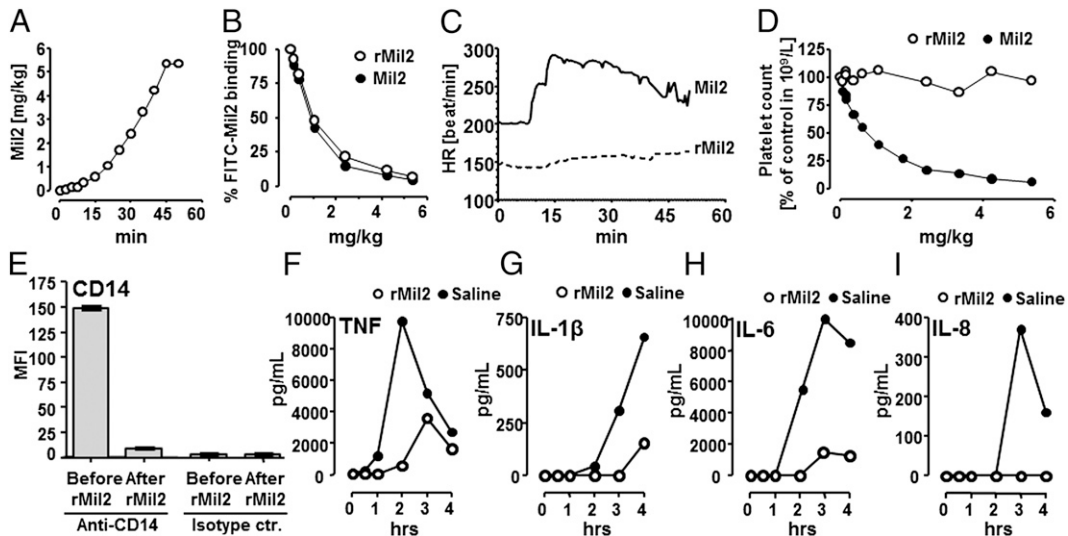 A
Mil2 [mg/kg]
6
5
4
3
2
1
0
0 15 30 45 60
min
B
% FITC-Mil2 binding
100
75
50
25
0
rMil2
Mil2
0 2 4 6
mg/kg
C
HR [beat/min]
300
250
200
150
100
Mil2
rMil2
0 15 30 45 60
min
D
Platelet count
[% of control in 10⁹/L]
rMil2 Mil2
125
100
75
50
25
0
0 2 4 6
mg/kg
E
CD14
MFI
175
150
125
100
75
50
25
0
Before After Before After
rMil2 rMil2 rMil2 rMil2
Anti-CD14 Isotype ctr.
F
rMil2 Saline
TNF
pg/mL
10000
8000
6000
4000
2000
0
0 1 2 3 4
hrs
G
rMil2 Saline
IL-1β
pg/mL
750
500
250
0
0 1 2 3 4
hrs
H
rMil2 Saline
IL-6
pg/mL
10000
8000
6000
4000
2000
0
0 1 2 3 4
hrs
I
rMil2 Saline
IL-8
pg/mL
400
300
200
100
0
0 1 2 3 4
hrs